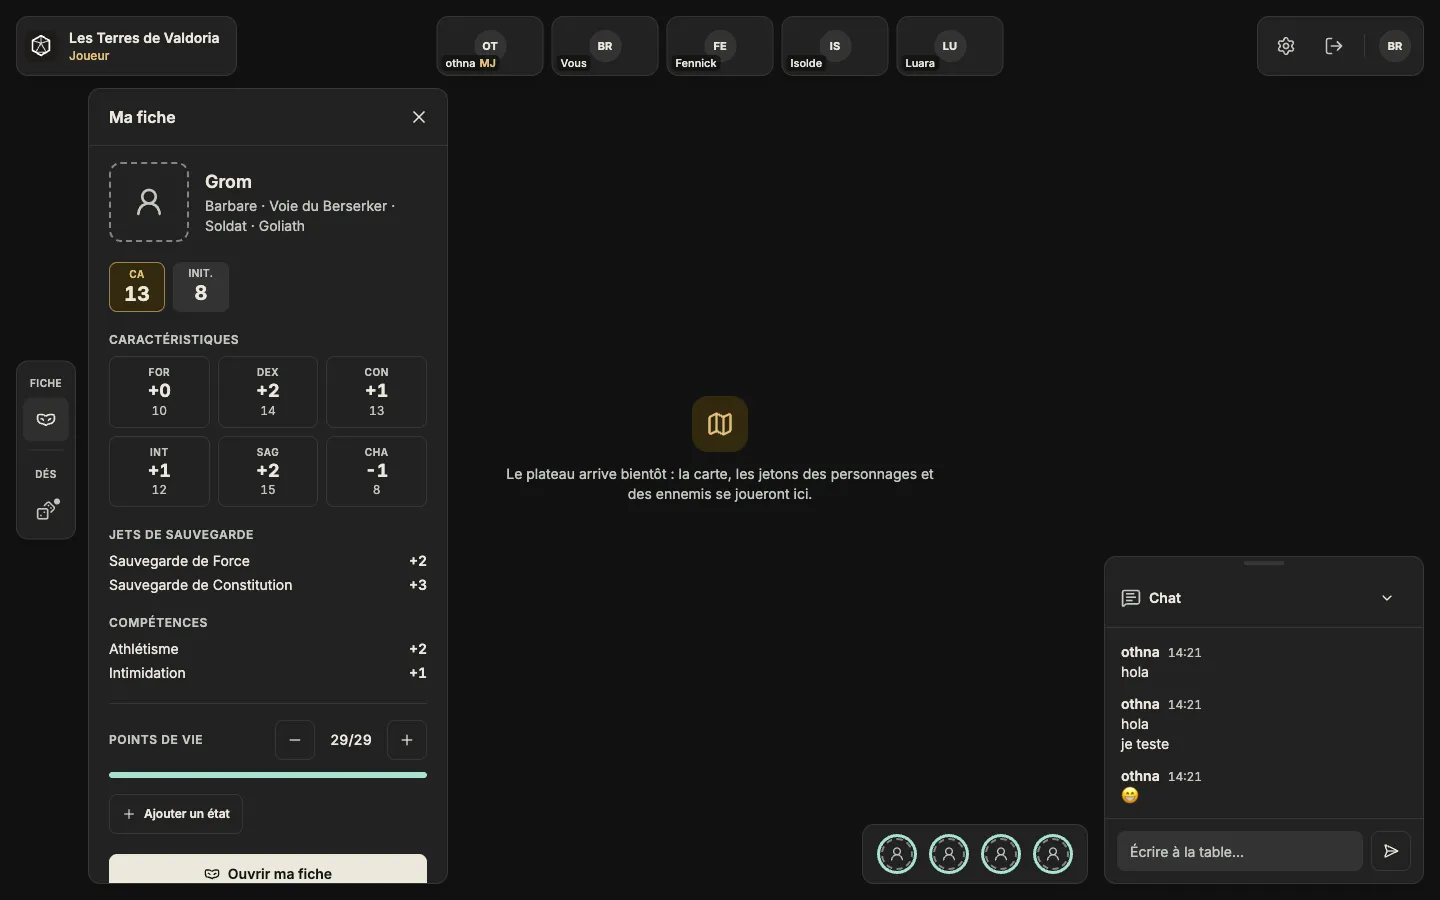 Les Terres de Valdoria
Joueur
OT
othna MJ
BR
Vous
FE
Fennick
IS
Isolde
LU
Luara
BR
Ma fiche
Grom
Barbare · Voie du Berserker ·
Soldat · Goliath
CA
13
INIT.
8
CARACTÉRISTIQUES
FOR
+0
10
DEX
+2
14
CON
+1
13
INT
+1
12
SAG
+2
15
CHA
-1
8
JETS DE SAUVEGARDE
Sauvegarde de Force +2
Sauvegarde de Constitution +3
COMPÉTENCES
Athlétisme +2
Intimidation +1
POINTS DE VIE
29/29
Ajouter un état
Ouvrir ma fiche
FICHE
DÉS
Le plateau arrive bientôt : la carte, les jetons des personnages et
des ennemis se joueront ici.
Chat
othna 14:21
hola
othna 14:21
hola
je teste
othna 14:21
😁
Écrire à la table...